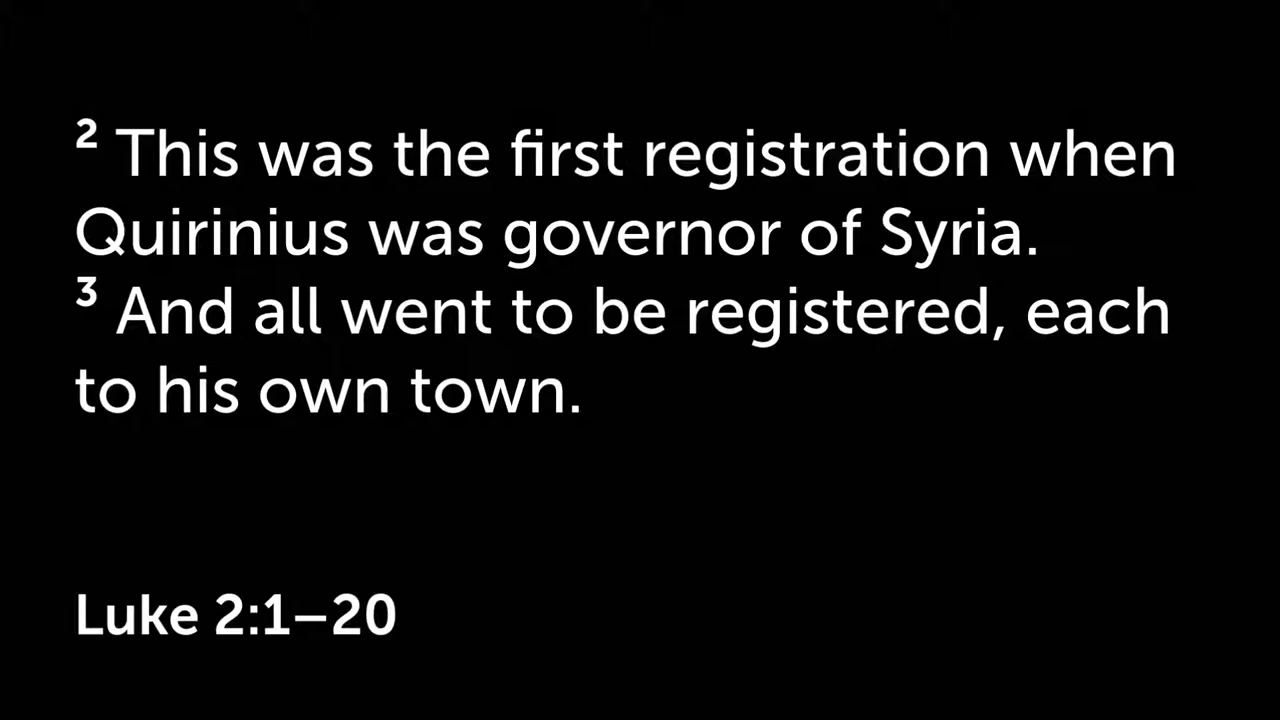 ² This was the first registration when
Quirinius was governor of Syria.
³ And all went to be registered, each
to his own town.
Luke 2:1–20